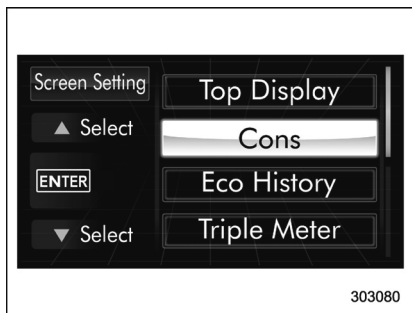 Screen Setting
▲ Select
ENTER
▼ Select
Top Display
Cons
Eco History
Triple Meter
303080